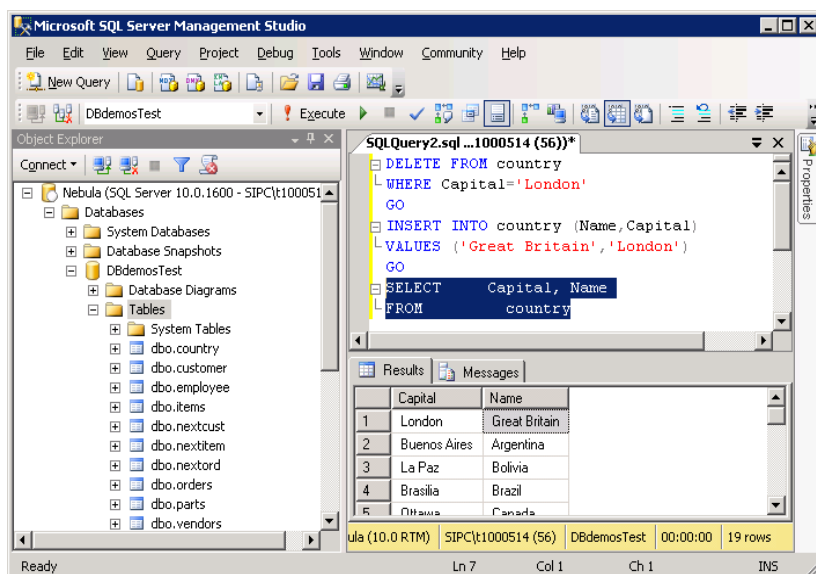 Microsoft SQL Server Management Studio
File Edit View Query Project Debug Tools Window Community Help
New Query
DBdemosTest Execute
Object Explorer
Connect
Nebula (SQL Server 10.0.1600 - SIPC\t100051
Databases
System Databases
Database Snapshots
DBdemosTest
Database Diagrams
Tables
System Tables
dbo.country
dbo.customer
dbo.employee
dbo.items
dbo.nextcust
dbo.nextitem
dbo.nextord
dbo.orders
dbo.parts
dbo.vendors
SQLQuery2.sql ...1000514 (56))*
DELETE FROM country
WHERE Capital='London'
GO
INSERT INTO country (Name,Capital)
VALUES ('Great Britain','London')
GO
SELECT Capital, Name
FROM country
Properties
Results Messages
Capital Name
1 London Great Britain
2 Buenos Aires Argentina
3 La Paz Bolivia
4 Brasilia Brazil
5 Ottawa Canada
ula (10.0 RTM) SIPC\t1000514 (56) DBdemosTest 00:00:00 19 rows
Ready Ln 7 Col 1 Ch 1 INS